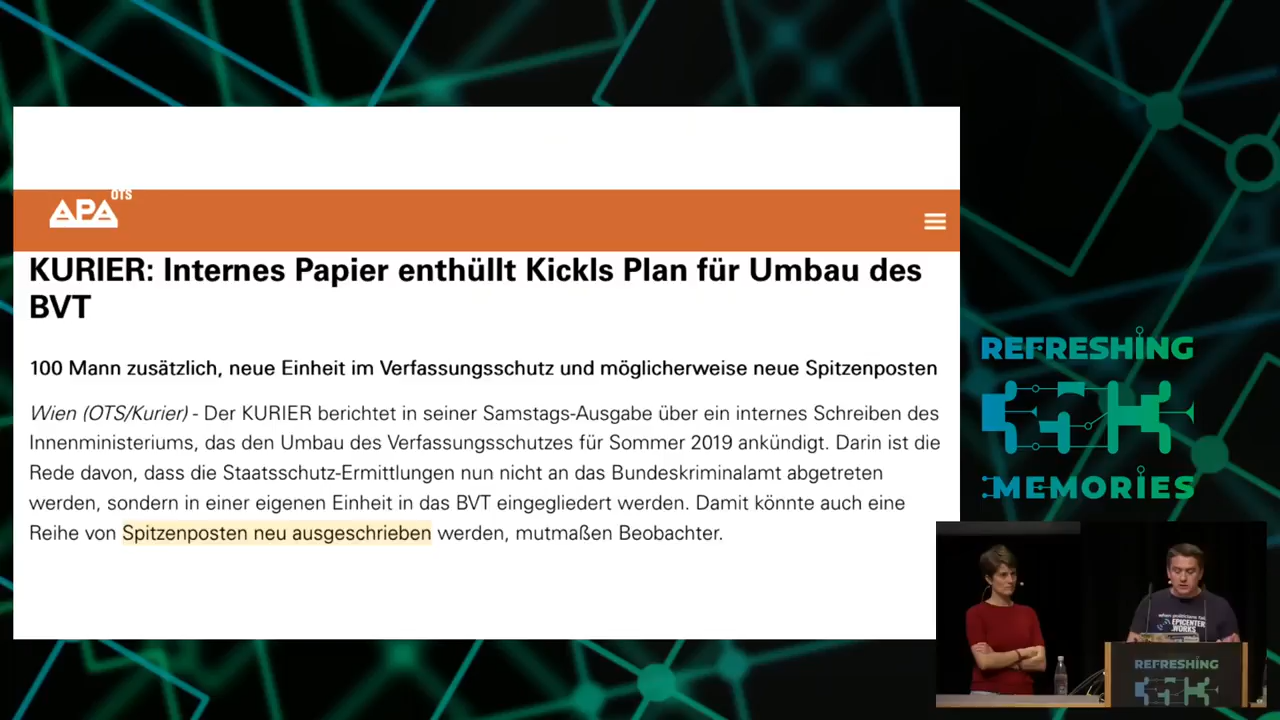 OTS
APA
KURIER: Internes Papier enthüllt Kickls Plan für Umbau des
BVT
100 Mann zusätzlich, neue Einheit im Verfassungsschutz und möglicherweise neue Spitzenposten
Wien (OTS/Kurier) - Der KURIER berichtet in seiner Samstags-Ausgabe über ein internes Schreiben des
Innenministeriums, das den Umbau des Verfassungsschutzes für Sommer 2019 ankündigt. Darin ist die
Rede davon, dass die Staatsschutz-Ermittlungen nun nicht an das Bundeskriminalamt abgetreten
werden, sondern in einer eigenen Einheit in das BVT eingegliedert werden. Damit könnte auch eine
Reihe von Spitzenposten neu ausgeschrieben werden, mutmaßen Beobachter.
REFRESHING
:MEMORIES
EPICENTER
.WORKS
REFRESHING